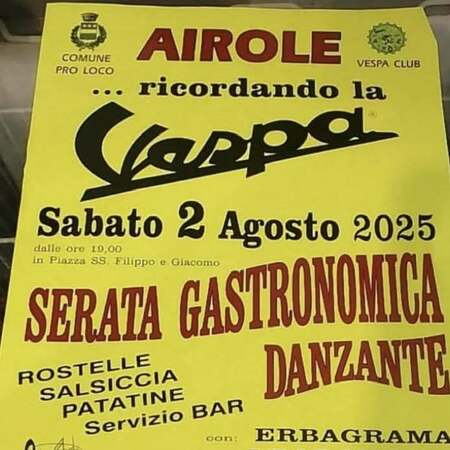 AIROLE
COMUNE
PRO LOCO
VESPA CLUB
... ricordando la
Vespa
Sabato 2 Agosto 2025
dalle ore 19,00
in Piazza SS. Filippo e Giacomo
SERATA GASTRONOMICA
DANZANTE
ROSTELLE
SALSICCIA
PATATINE
Servizio BAR
con: ERBAGRAMA